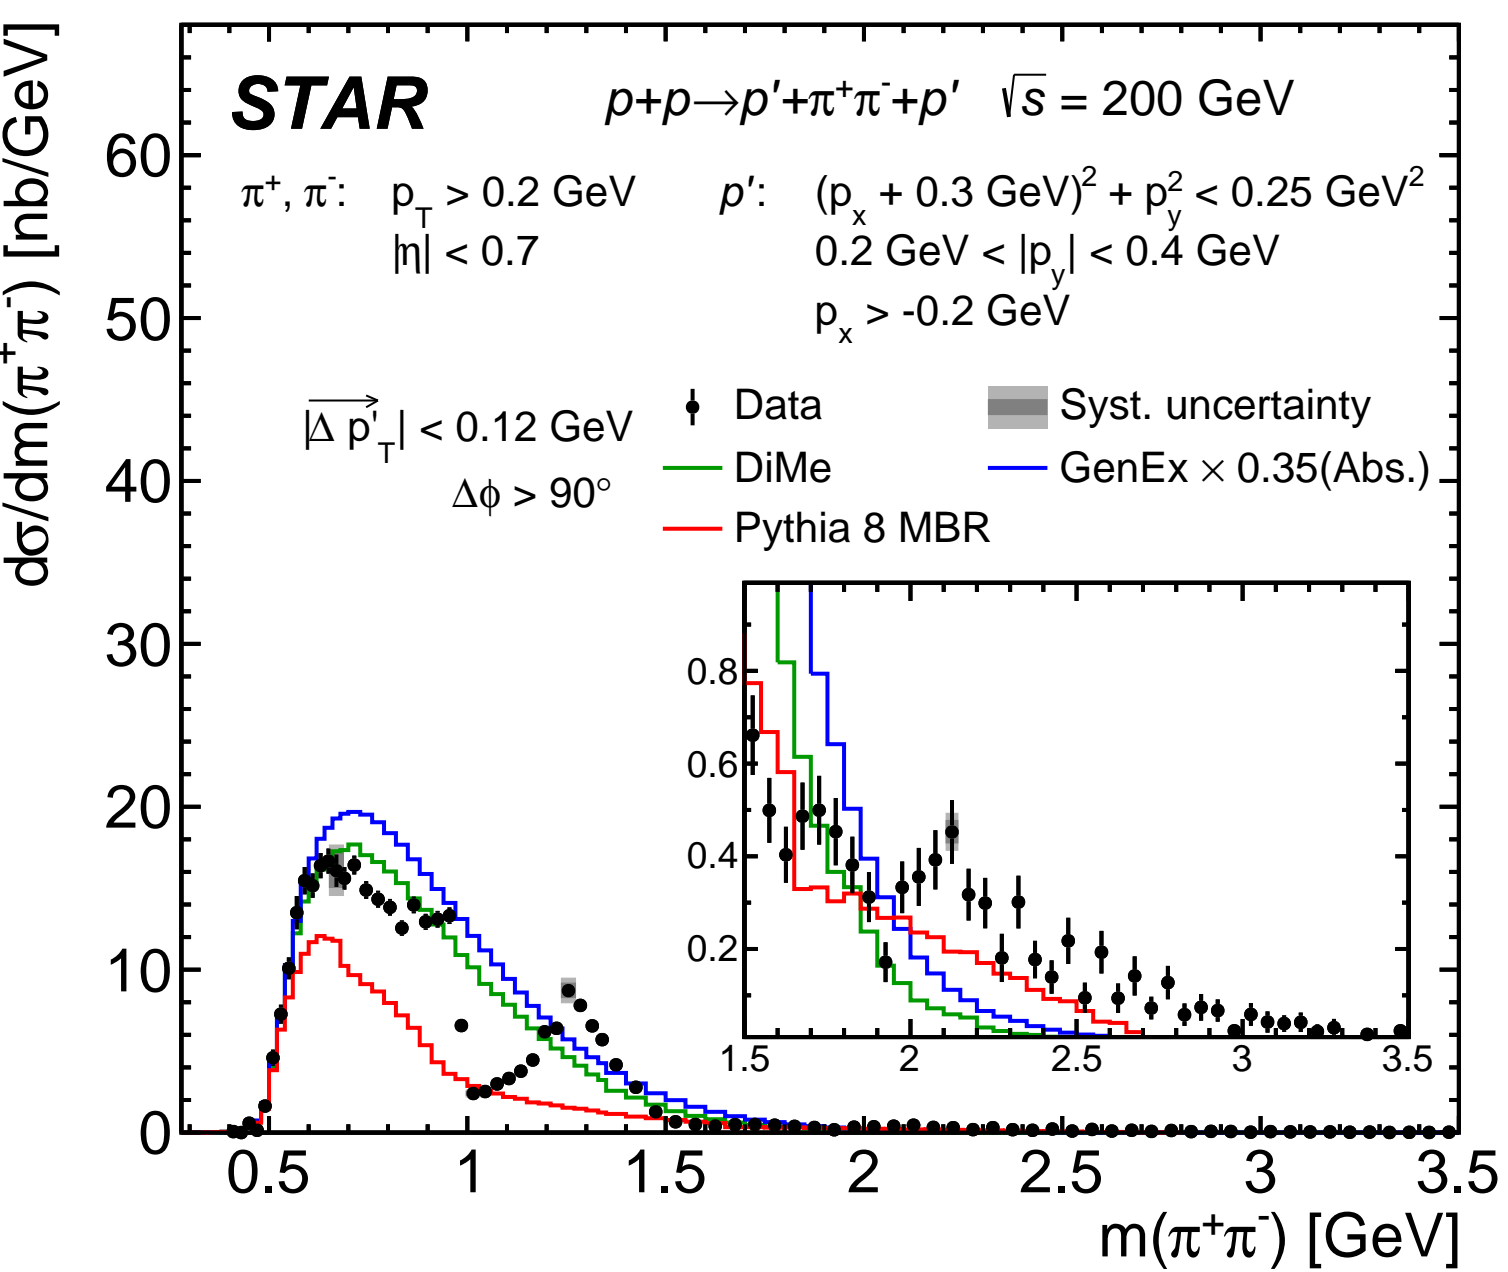 STAR
p+p→p′+π⁺π⁻+p′ √s = 200 GeV
π⁺, π⁻: p_T > 0.2 GeV
|η| < 0.7
p′: (p_x + 0.3 GeV)² + p_y² < 0.25 GeV²
0.2 GeV < |p_y| < 0.4 GeV
p_x > -0.2 GeV
|Δ p⃗'_T| < 0.12 GeV
Δϕ > 90°
Data
Syst. uncertainty
DiMe
GenEx × 0.35(Abs.)
Pythia 8 MBR
dσ/dm(π⁺π⁻) [nb/GeV]
60
50
40
30
20
10
0
0.8
0.6
0.4
0.2
1.5 2 2.5 3 3.5
0.5 1 1.5 2 2.5 3 3.5
m(π⁺π⁻) [GeV]